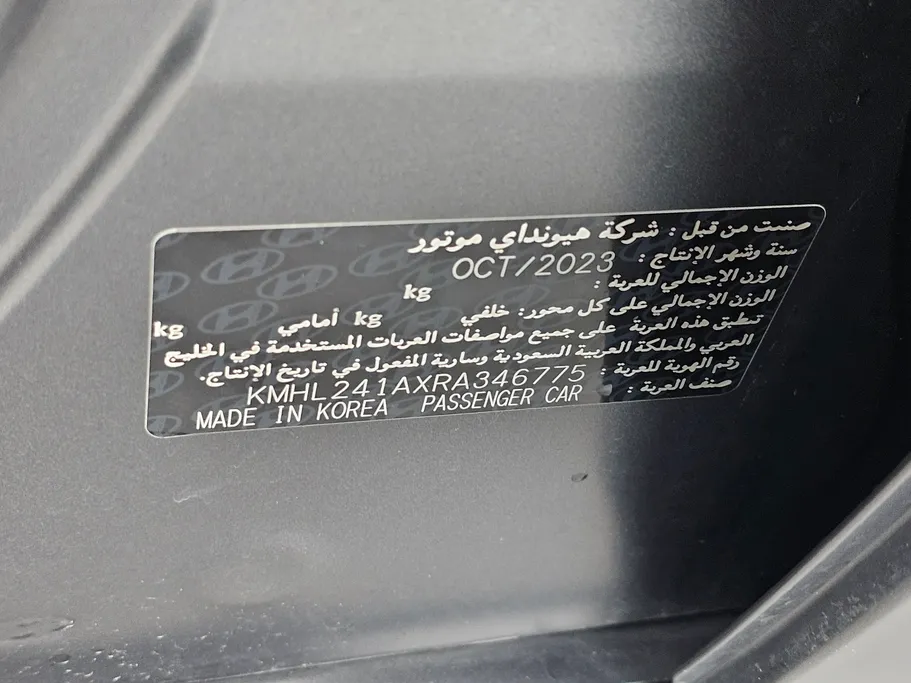 صنعت من قبل : شركة هيونداي موتور
سنة وشهر الإنتاج : OCT/2023
الوزن الإجمالي للعربة : kg
الوزن الإجمالي على كل محور: خلفي kg أمامي kg
تنطبق هذه العربة على جميع مواصفات العربات المستخدمة في الخليج
العربي والمملكة العربية السعودية وسارية المفعول في تاريخ الإنتاج.
رقم الهوية للعربة : KMHL241AXRA346775
صنف العربة : PASSENGER CAR MADE IN KOREA